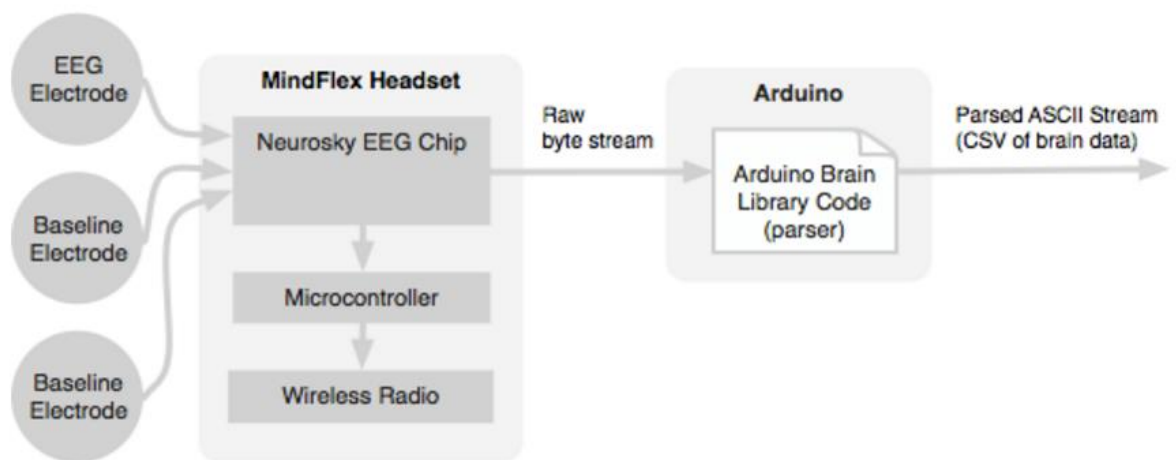 EEG
Electrode
Baseline
Electrode
Baseline
Electrode
MindFlex Headset
Neurosky EEG Chip
Microcontroller
Wireless Radio
Raw
byte stream
Arduino
Arduino Brain
Library Code
(parser)
Parsed ASCII Stream
(CSV of brain data)